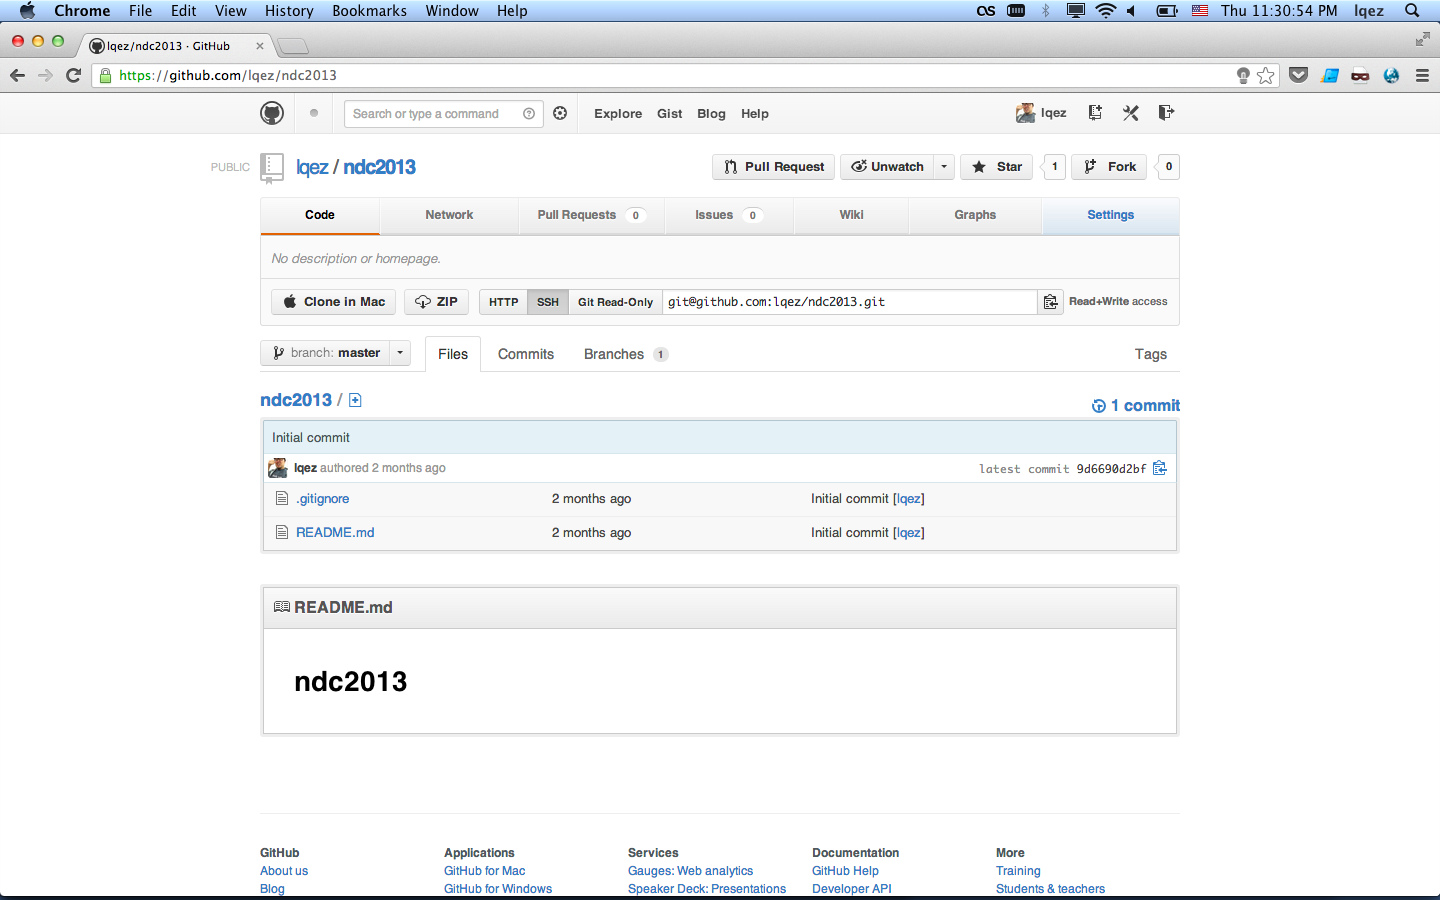 Chrome File Edit View History Bookmarks Window Help Thu 11:30:54 PM lqez
lqez/ndc2013 · GitHub
https://github.com/lqez/ndc2013
Search or type a command Explore Gist Blog Help lqez
PUBLIC lqez / ndc2013 Pull Request Unwatch Star 1 Fork 0
Code Network Pull Requests 0 Issues 0 Wiki Graphs Settings
No description or homepage.
Clone in Mac ZIP HTTP SSH Git Read-Only git@github.com:lqez/ndc2013.git Read+Write access
branch: master Files Commits Branches 1 Tags
ndc2013 / 1 commit
Initial commit
lqez authored 2 months ago latest commit 9d6690d2bf
.gitignore 2 months ago Initial commit [lqez]
README.md 2 months ago Initial commit [lqez]
README.md
ndc2013
GitHub Applications Services Documentation More
About us GitHub for Mac Gauges: Web analytics GitHub Help Training
Blog GitHub for Windows Speaker Deck: Presentations Developer API Students & teachers